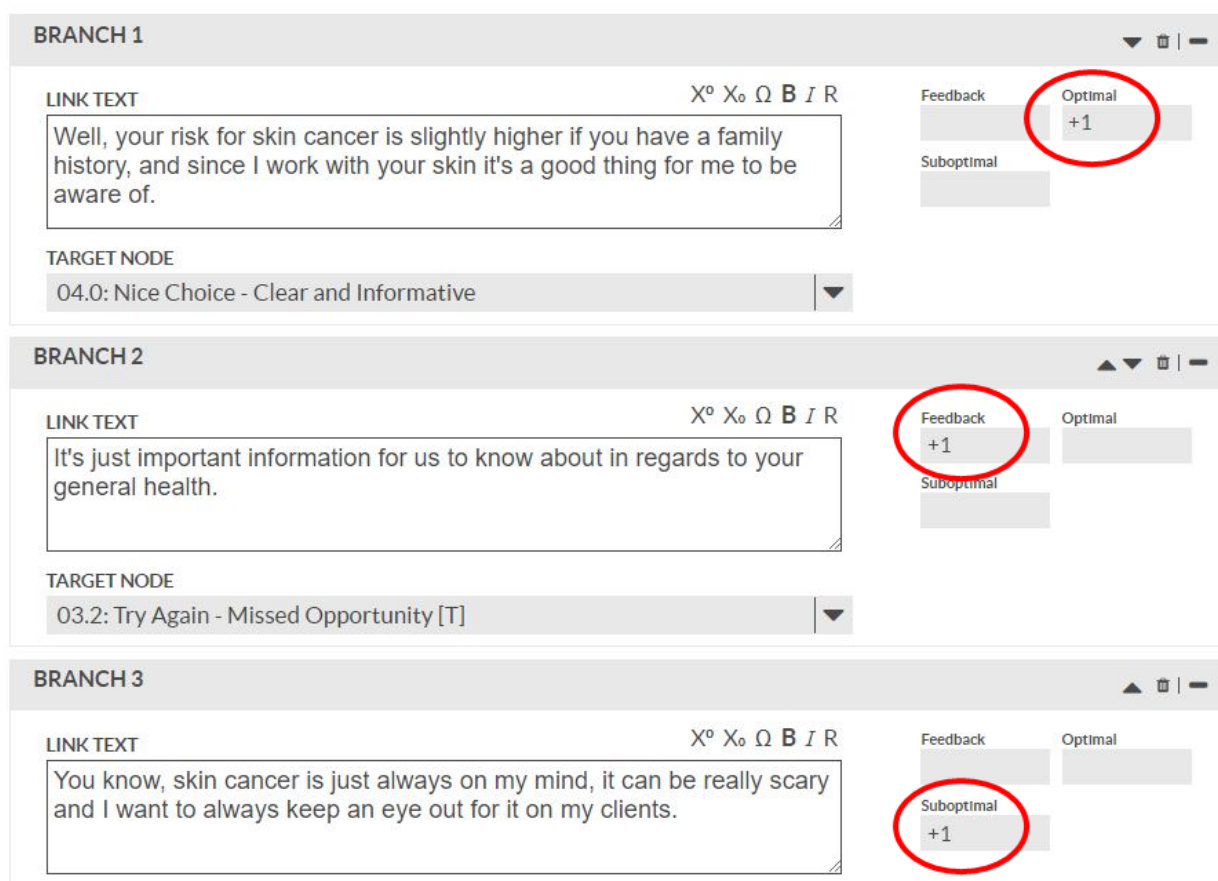 BRANCH 1
LINK TEXT
Xº Xₒ Ω B I R
Well, your risk for skin cancer is slightly higher if you have a family
history, and since I work with your skin it's a good thing for me to be
aware of.
Feedback Optimal
+1
Suboptimal
TARGET NODE
04.0: Nice Choice - Clear and Informative
BRANCH 2
LINK TEXT
Xº Xₒ Ω B I R
It's just important information for us to know about in regards to your
general health.
Feedback Optimal
+1
Suboptimal
TARGET NODE
03.2: Try Again - Missed Opportunity [T]
BRANCH 3
LINK TEXT
Xº Xₒ Ω B I R
You know, skin cancer is just always on my mind, it can be really scary
and I want to always keep an eye out for it on my clients.
Feedback Optimal
Suboptimal
+1